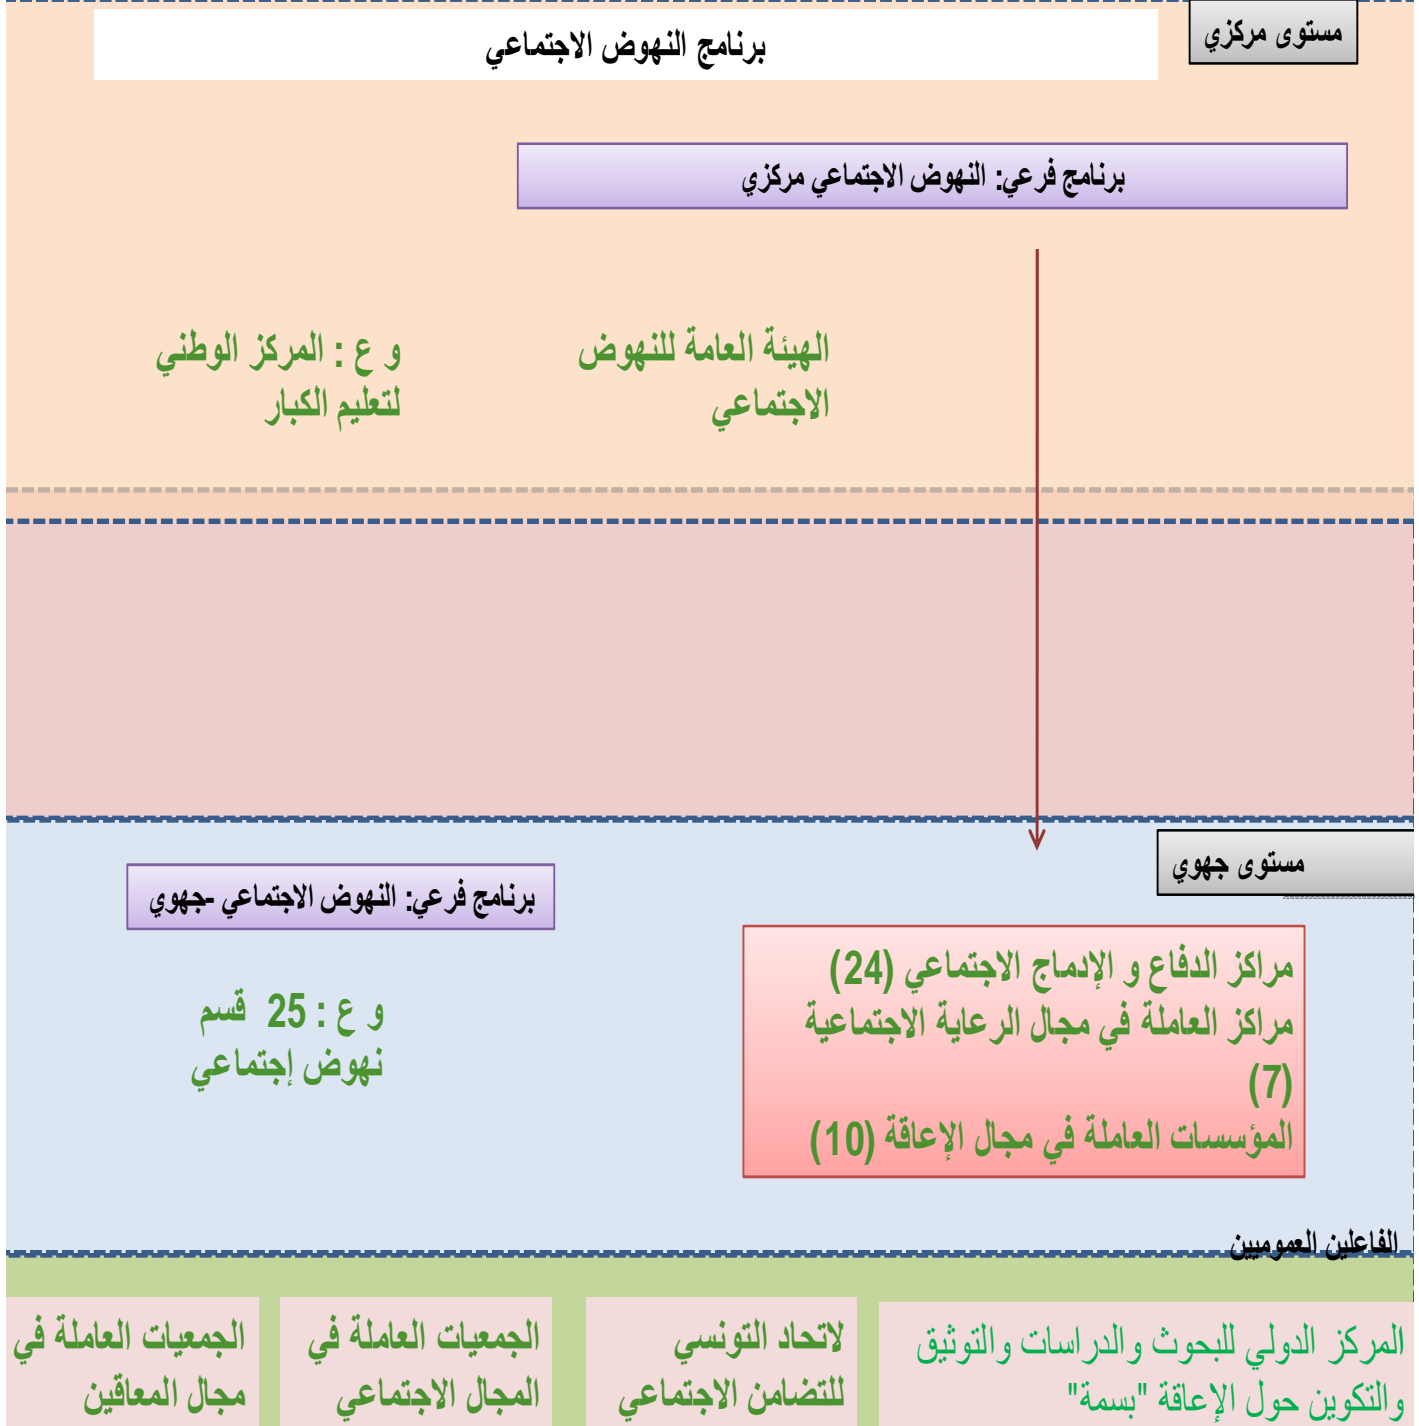 مستوى مركزي
برنامج النهوض الاجتماعي
برنامج فرعي: النهوض الاجتماعي مركزي
الهيئة العامة للنهوض
الاجتماعي
و ع : المركز الوطني
لتعليم الكبار
مستوى جهوي
برنامج فرعي: النهوض الاجتماعي -جهوي
مراكز الدفاع و الإدماج الاجتماعي (24)
مراكز العاملة في مجال الرعاية الاجتماعية
(7)
المؤسسات العاملة في مجال الإعاقة (10)
و ع : 25 قسم
نهوض إجتماعي
الفاعلين العموميين
المركز الدولي للبحوث والدراسات والتوثيق
والتكوين حول الإعاقة "بسمة"
لاتحاد التونسي
للتضامن الاجتماعي
الجمعيات العاملة في
المجال الاجتماعي
الجمعيات العاملة في
مجال المعاقين